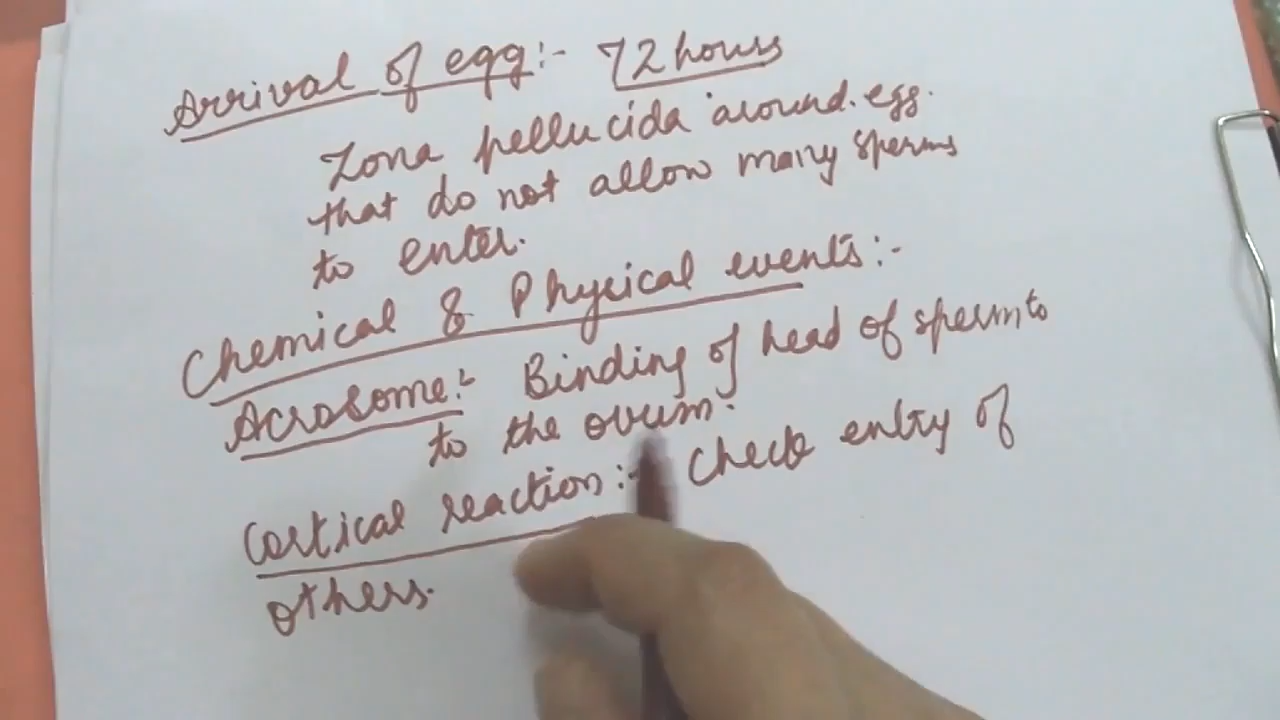 Arrival of egg:- 72 hours
Zona pellucida around egg.
that do not allow many sperms
to enter.
Chemical & Physical events:-
Acrosome:- Binding of head of sperm to
to the ovum.
Cortical reaction:- Check entry of
others.